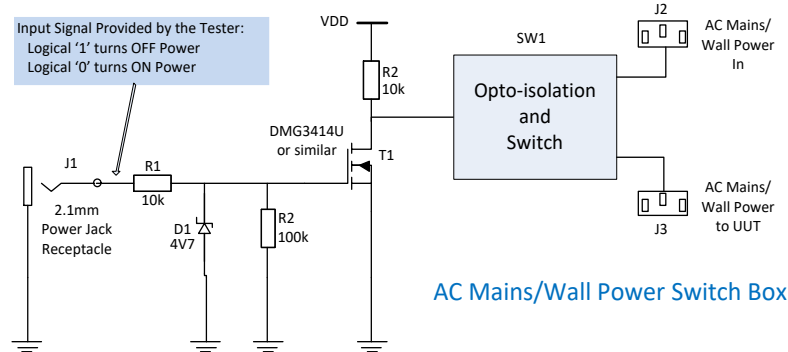 Input Signal Provided by the Tester:
Logical ‘1’ turns OFF Power
Logical ‘0’ turns ON Power
VDD
R2
10k
SW1
J2
AC Mains/
Wall Power
In
Opto-isolation
and
Switch
DMG3414U
or similar
T1
J1
R1
10k
2.1mm
Power Jack
Receptacle
D1
4V7
R2
100k
AC Mains/
Wall Power
to UUT
J3
AC Mains/Wall Power Switch Box